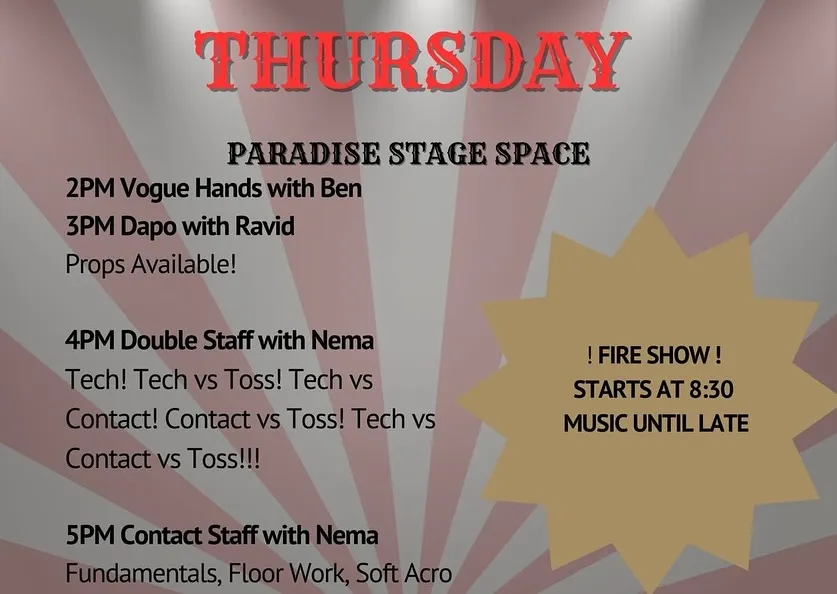 THURSDAY
PARADISE STAGE SPACE
2PM Vogue Hands with Ben
3PM Dapo with Ravid
Props Available!
4PM Double Staff with Nema
Tech! Tech vs Toss! Tech vs
Contact! Contact vs Toss! Tech vs
Contact vs Toss!!!
5PM Contact Staff with Nema
Fundamentals, Floor Work, Soft Acro
! FIRE SHOW !
STARTS AT 8:30
MUSIC UNTIL LATE